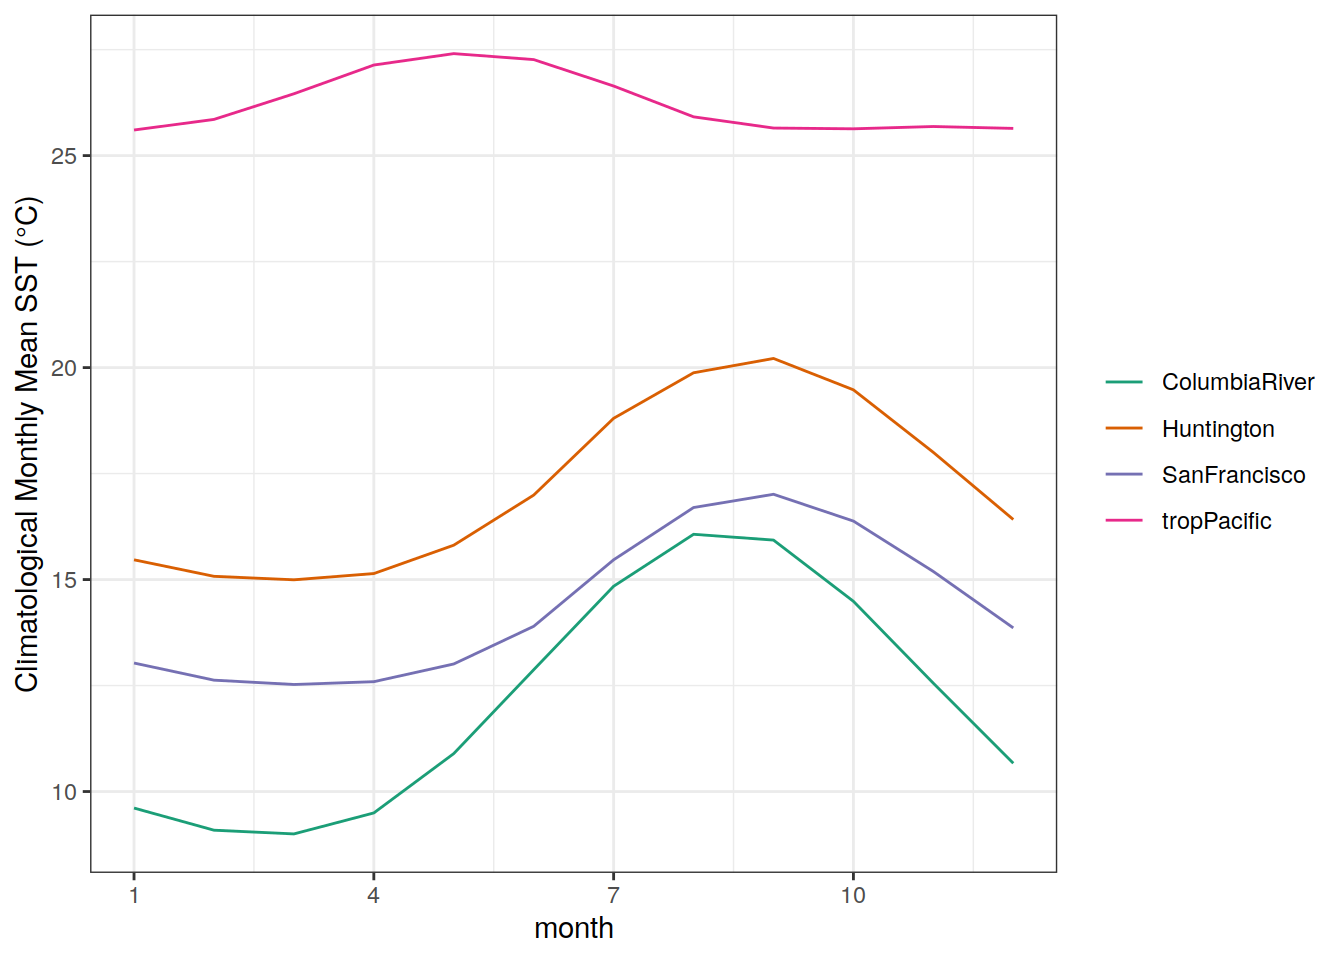 Climatological Monthly Mean SST (°C)
25
20
15
10
1 4 7 10
month
ColumbiaRiver
Huntington
SanFrancisco
tropPacific